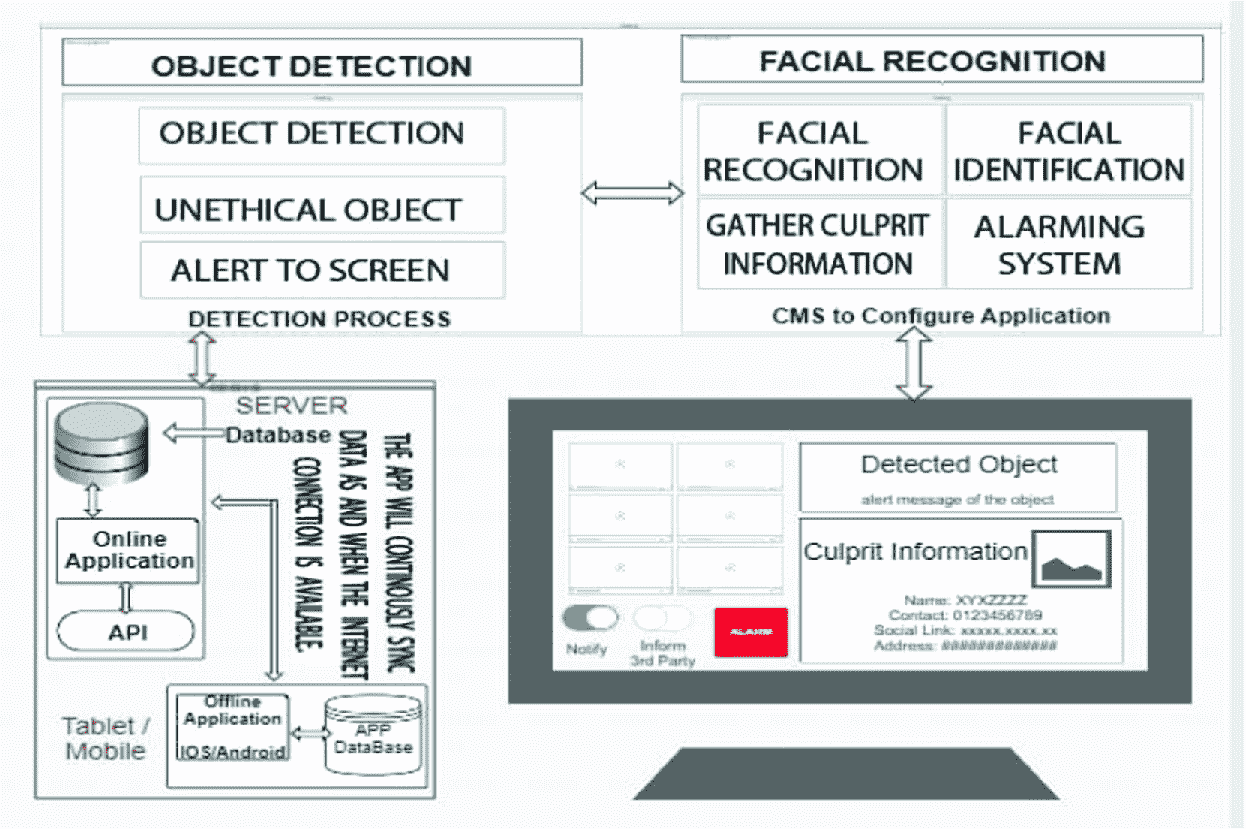 OBJECT DETECTION
OBJECT DETECTION
UNETHICAL OBJECT
ALERT TO SCREEN
DETECTION PROCESS
FACIAL RECOGNITION
FACIAL
RECOGNITION
FACIAL
IDENTIFICATION
GATHER CULPRIT
INFORMATION
ALARMING
SYSTEM
CMS to Configure Application
SERVER
Database
Online
Application
API
THE APP WILL CONTINOUSLY SYNC
DATA AS AND WHEN THE INTERNET
CONNECTION IS AVAILABLE
Tablet /
Mobile
Offline
Application
IOS/Android
APP
DataBase
Detected Object
alert message of the object
Culprit Information
Name: XYXZZZZ
Contact: 0123456789
Social Link: xxxxx.xxxx.xx
Address: #############
Notify
Inform
3rd Party
ALARM